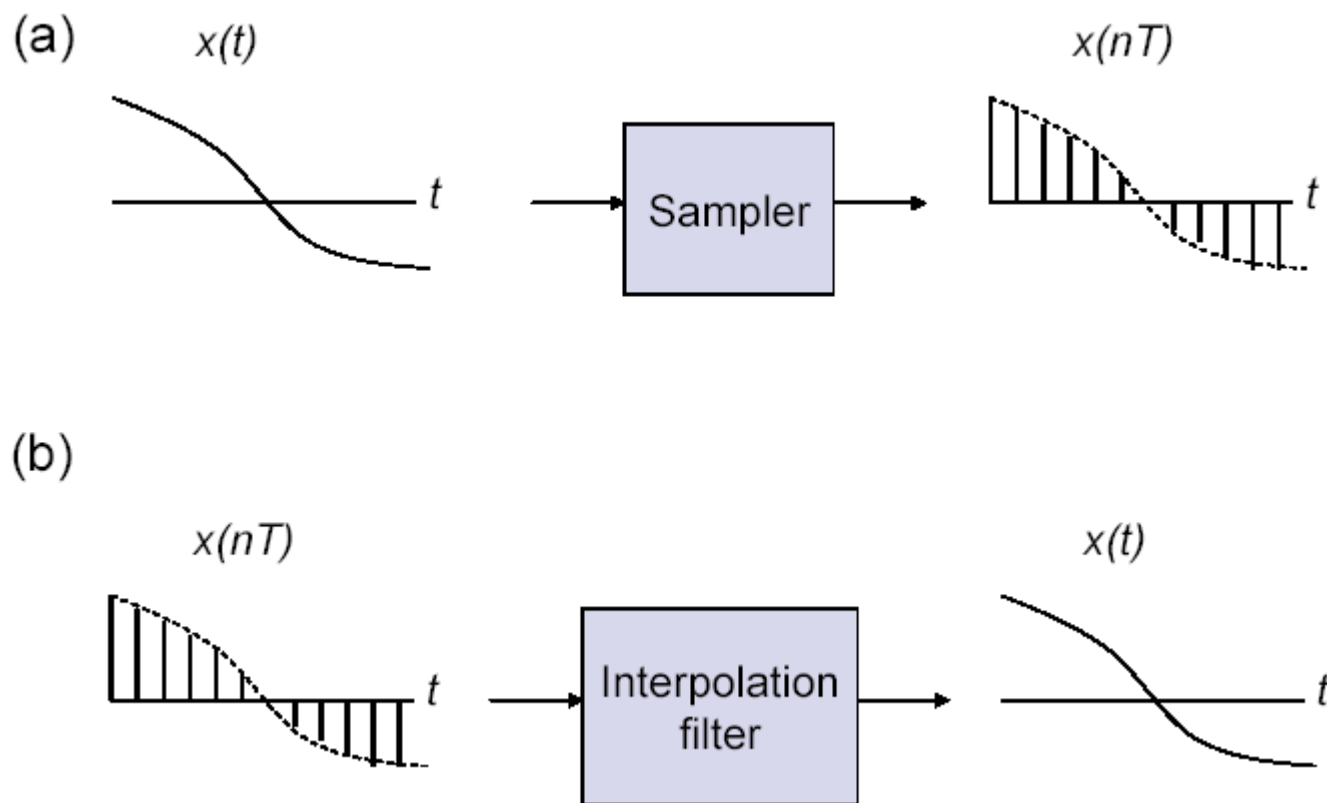 (a)
x(t)
x(nT)
t
Sampler
t
(b)
x(nT)
x(t)
t
Interpolation
filter
t